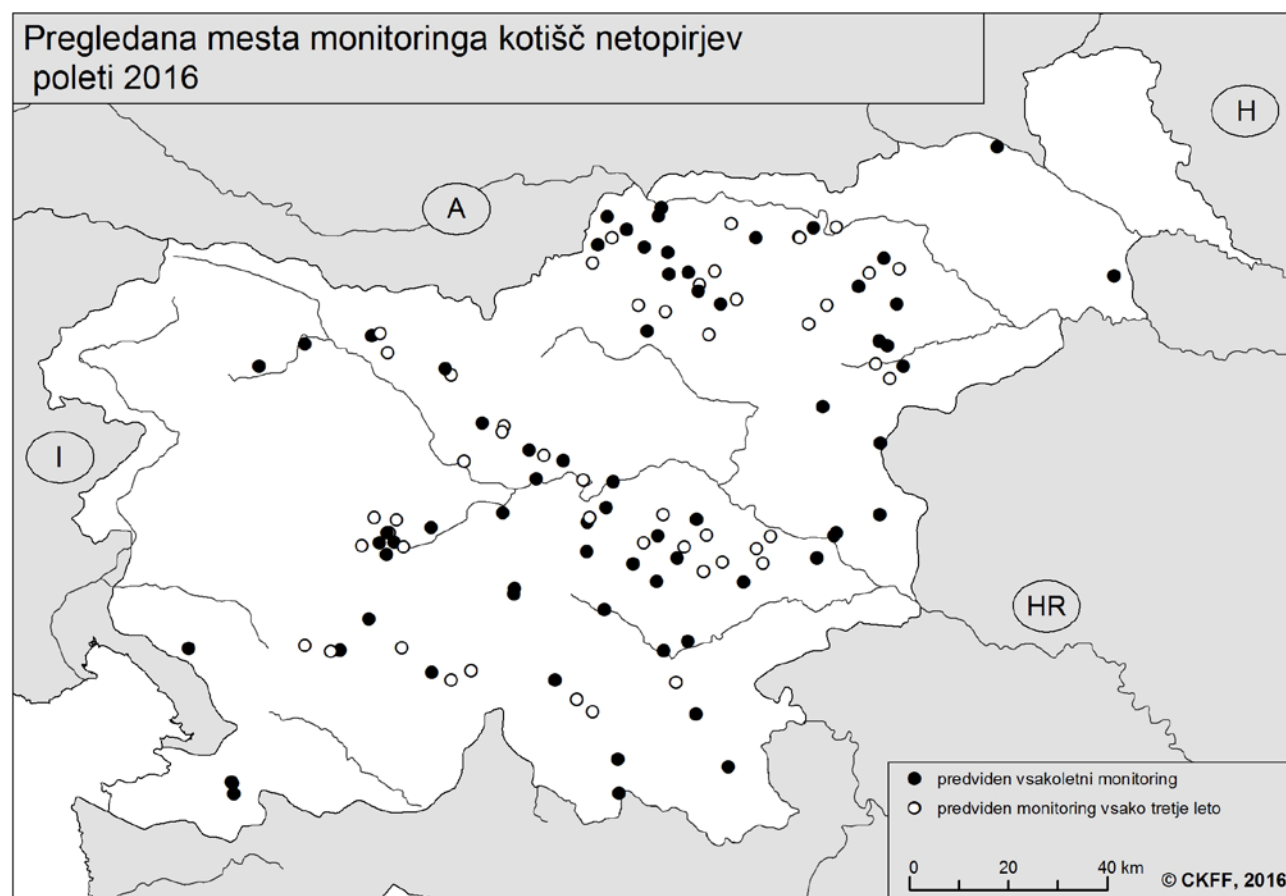 Pregledana mesta monitoringa kotišč netopirjev
poleti 2016
H
A
I
HR
predviden vsakoletni monitoring
predviden monitoring vsako tretje leto
0 20 40 km
© CKFF, 2016